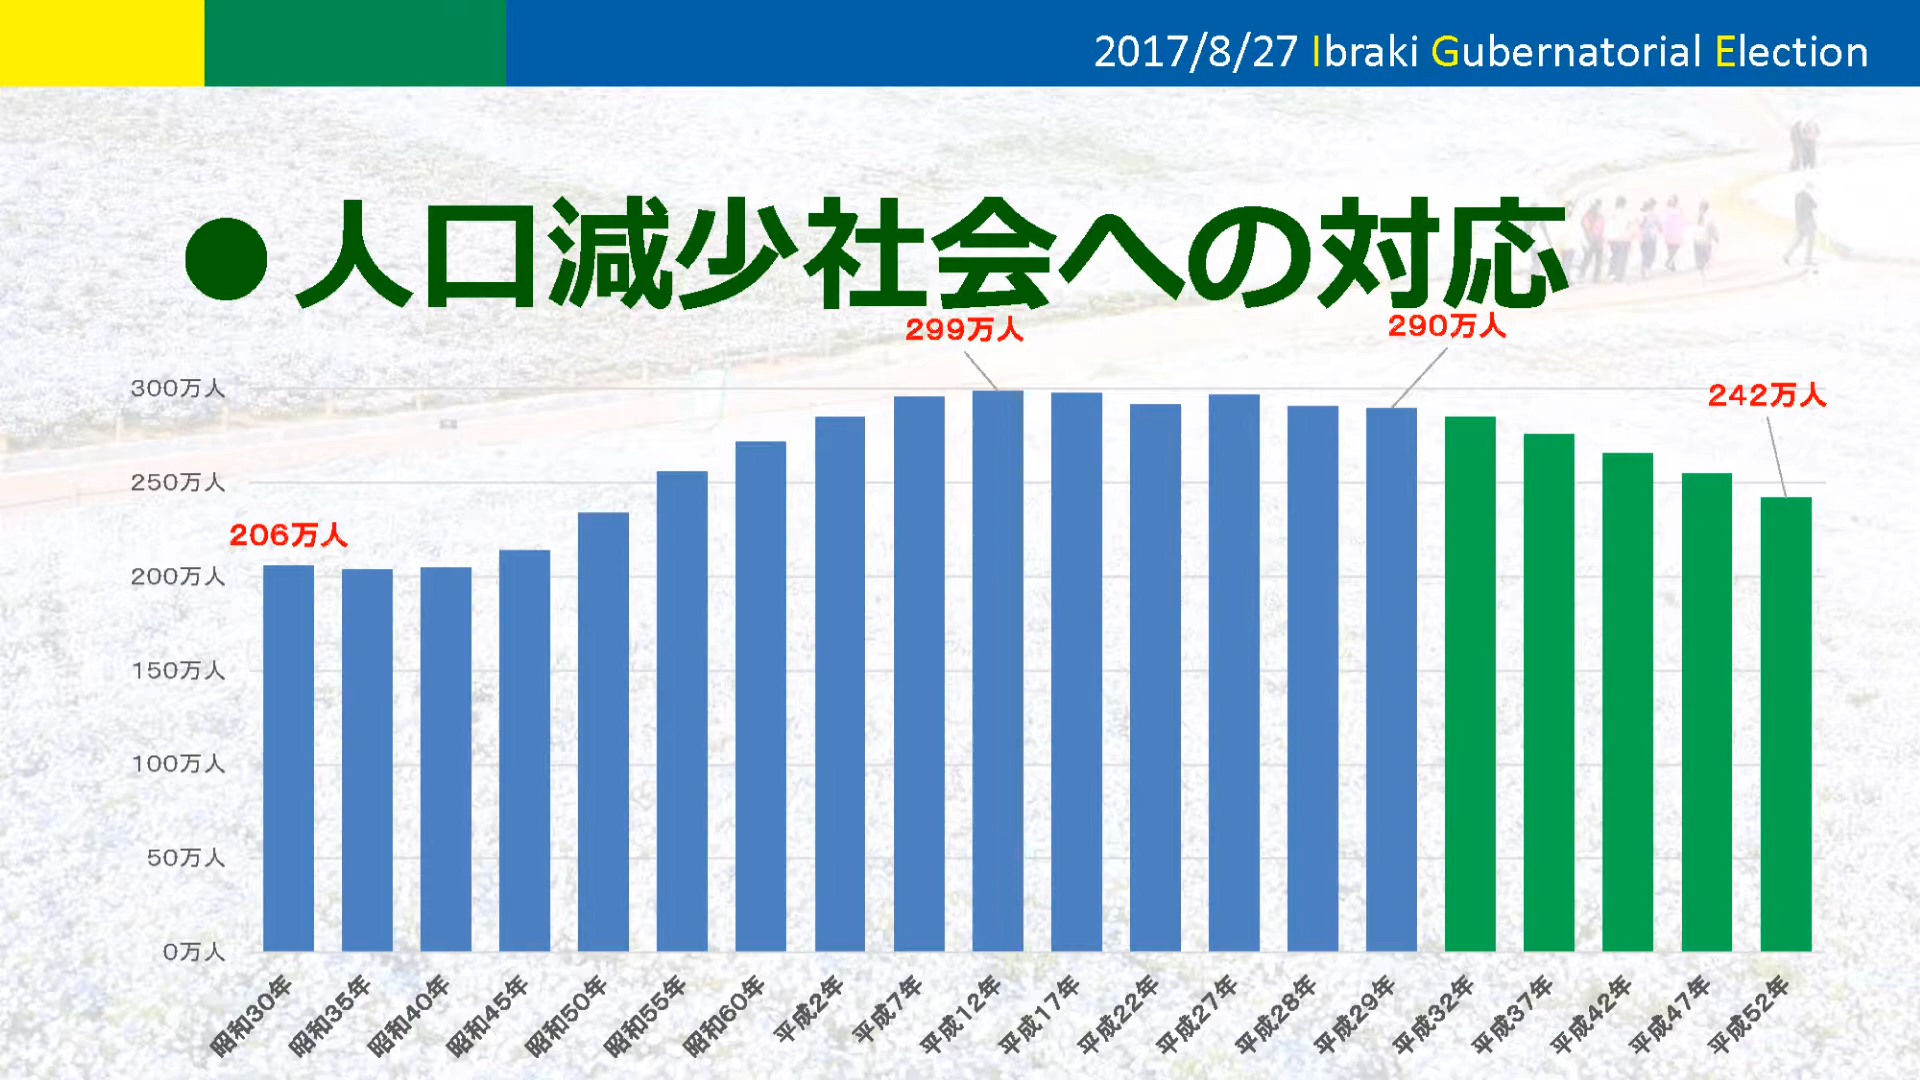 2017/8/27 Ibraki Gubernatorial Election
●人口減少社会への対応
299万人
290万人
242万人
206万人
300万人
250万人
200万人
150万人
100万人
50万人
0万人
昭和30年
昭和35年
昭和40年
昭和45年
昭和50年
昭和55年
昭和60年
平成2年
平成7年
平成12年
平成17年
平成22年
平成27年
平成28年
平成29年
平成32年
平成37年
平成42年
平成47年
平成52年